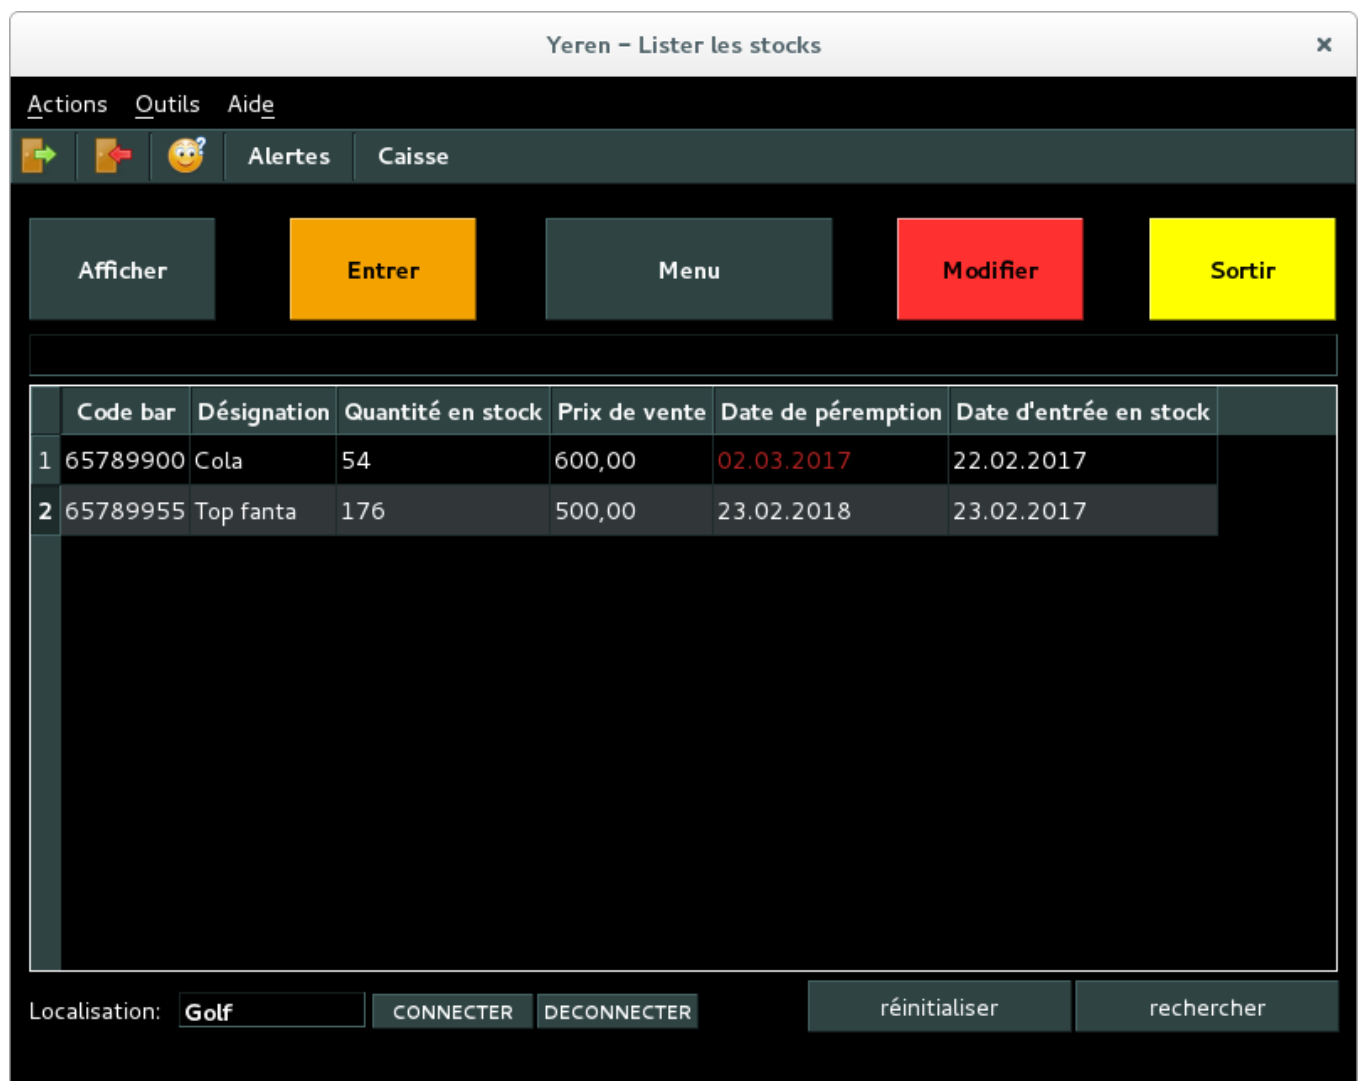 Yeren – Lister les stocks ×
Actions Outils Aide
Alertes Caisse
Afficher Entrer Menu Modifier Sortir
Code bar Désignation Quantité en stock Prix de vente Date de péremption Date d'entrée en stock
1 65789900 Cola 54 600,00 02.03.2017 22.02.2017
2 65789955 Top fanta 176 500,00 23.02.2018 23.02.2017
Localisation: Golf CONNECTER DECONNECTER réinitialiser rechercher